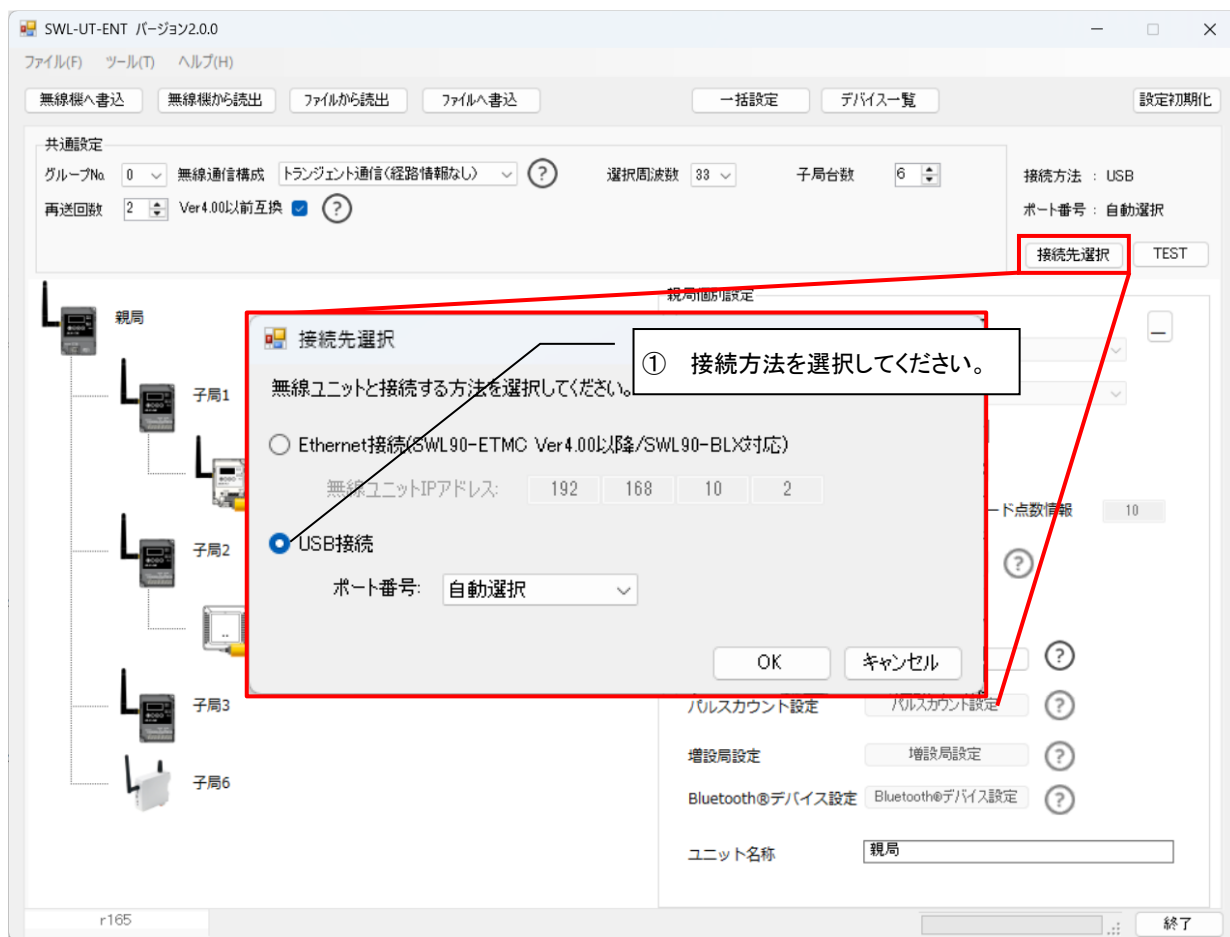 SWL-UT-ENT バージョン2.0.0
ファイル(F) ツール(T) ヘルプ(H)
無線機へ書込 無線機から読出 ファイルから読出 ファイルへ書込 一括設定 デバイス一覧 設定初期化
共通設定
グループNo. 0 無線通信構成 トランジェント通信(経路情報なし) ? 選択周波数 33 子局台数 6
再送回数 2 Ver4.00以前互換 ?
接続方法 : USB
ポート番号 : 自動選択
接続先選択 TEST
親局個別設定
親局
子局1
子局2
子局3
子局6
接続先選択
① 接続方法を選択してください。
無線ユニットと接続する方法を選択してください。
Ethernet接続(SWL90-ETMC Ver4.00以降/SWL90-BLX対応)
無線ユニットIPアドレス: 192 168 10 2
USB接続
ポート番号: 自動選択
OK キャンセル
ード点数情報 10
?
?
パルスカウント設定 パルスカウント設定 ?
増設局設定 増設局設定 ?
Bluetooth®デバイス設定 Bluetooth®デバイス設定 ?
ユニット名称 親局
r165 終了